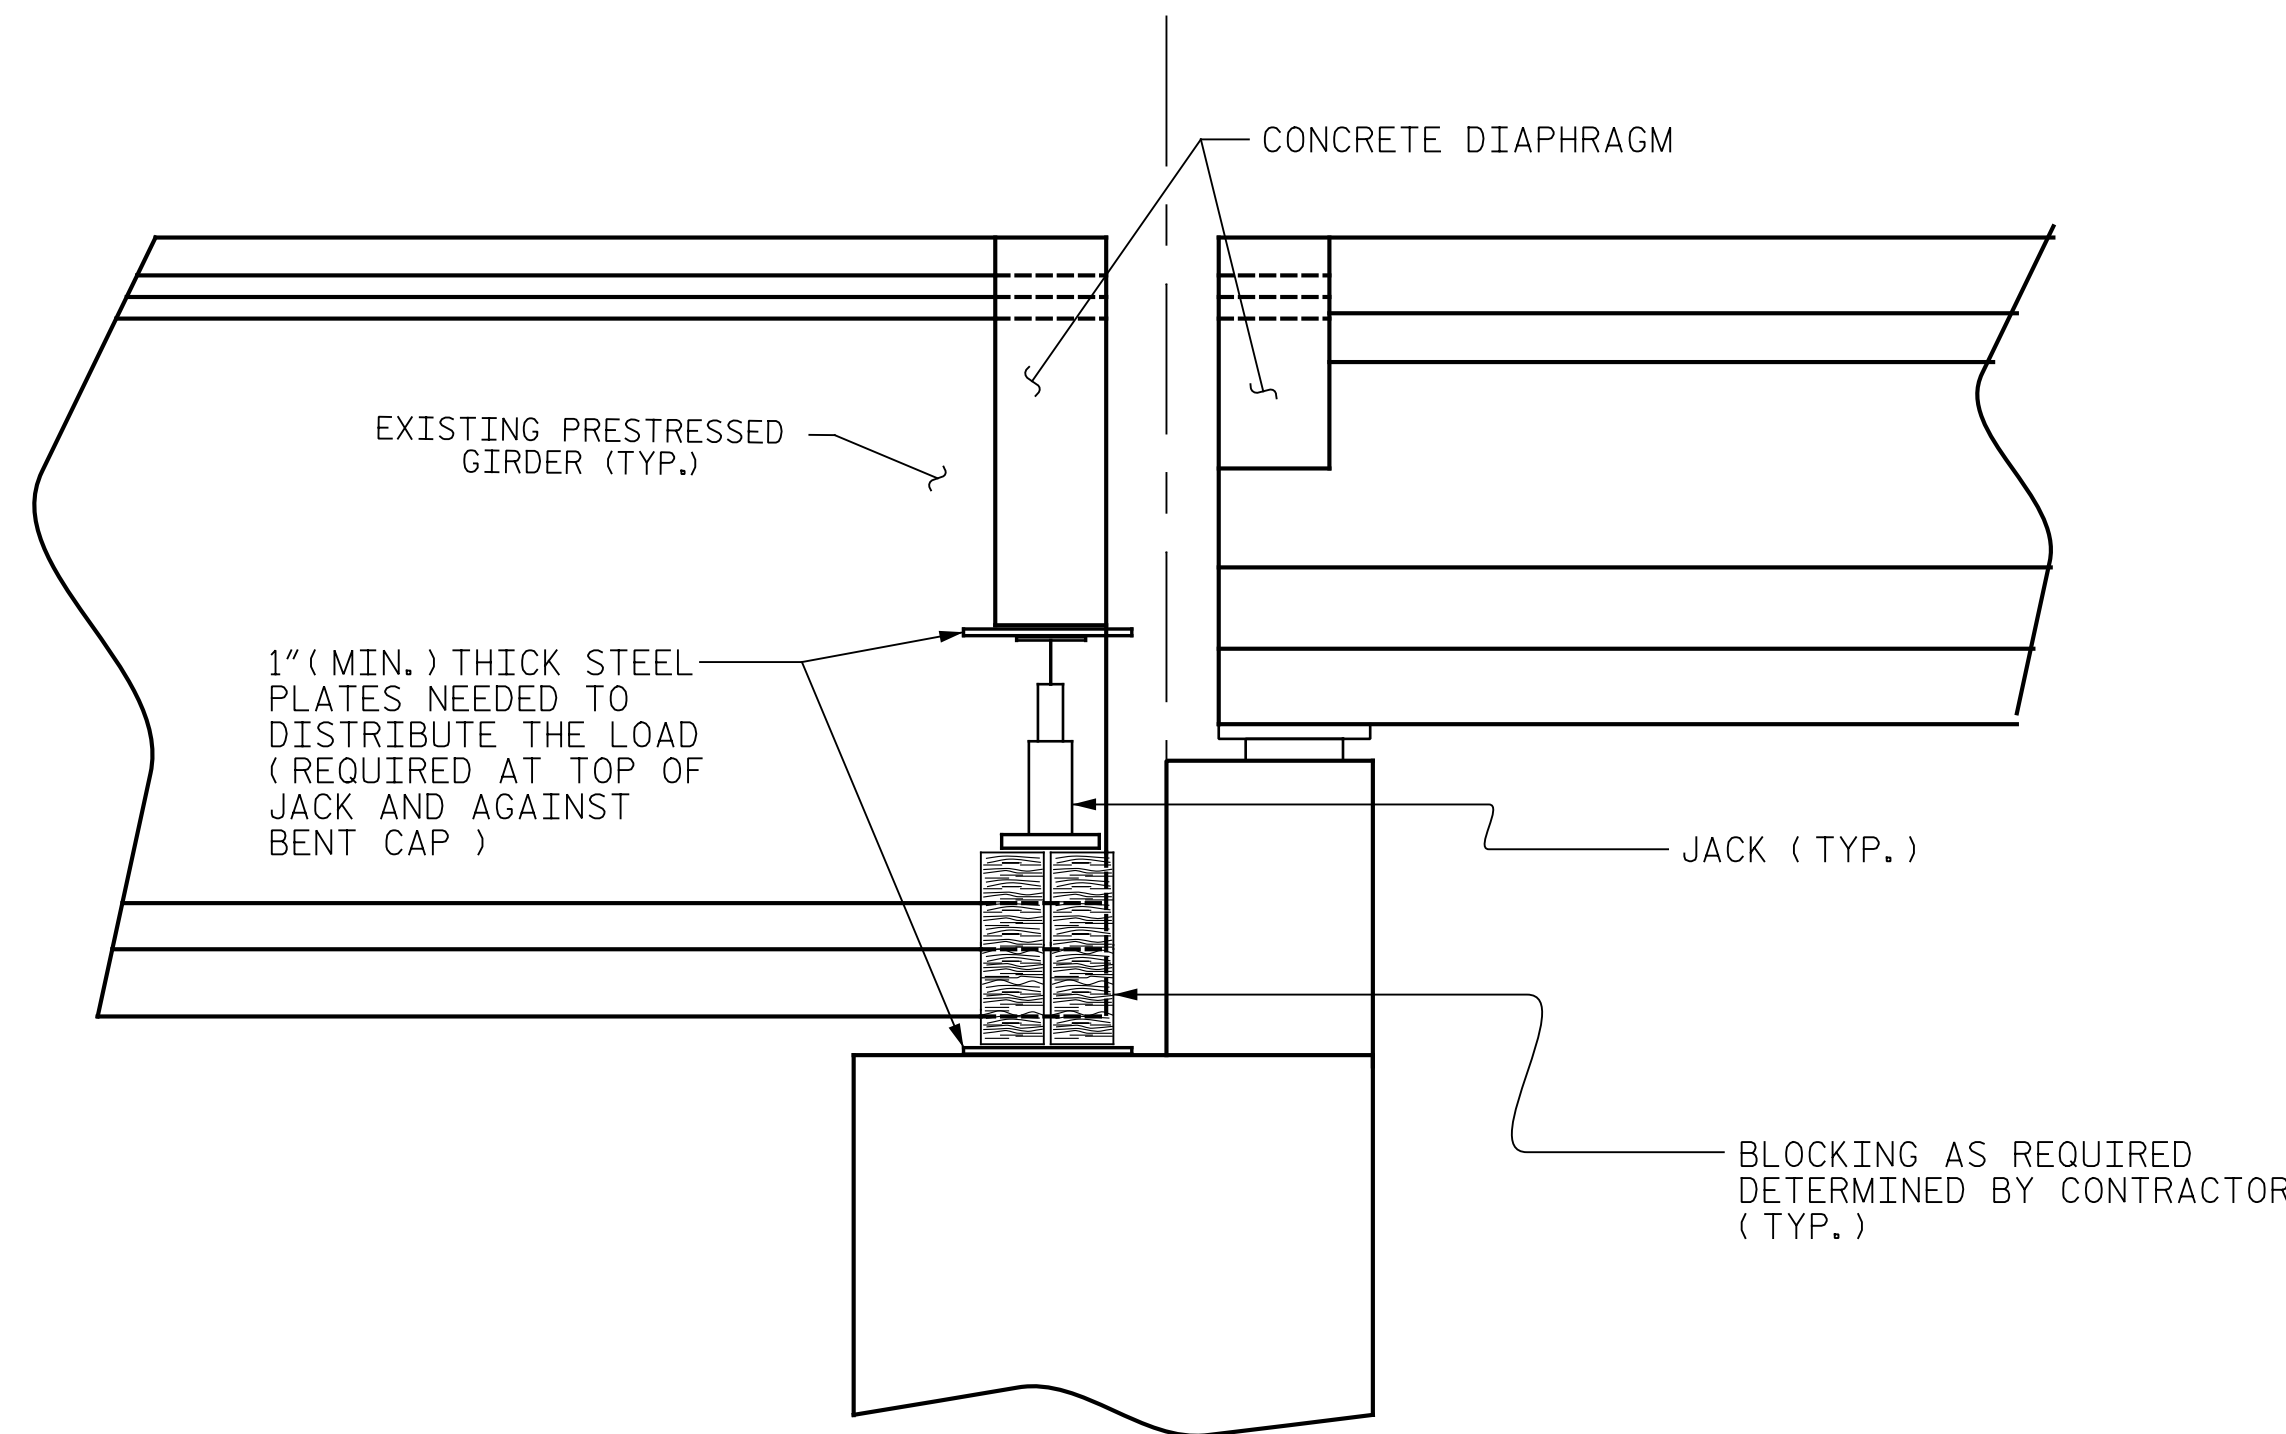 CONCRETE DIAPHRAGM
EXISTING PRESTRESSED
GIRDER (TYP.)
1"(MIN.) THICK STEEL
PLATES NEEDED TO
DISTRIBUTE THE LOAD
(REQUIRED AT TOP OF
JACK AND AGAINST
BENT CAP )
JACK (TYP.)
BLOCKING AS REQUIRED
DETERMINED BY CONTRACTOR
(TYP.)